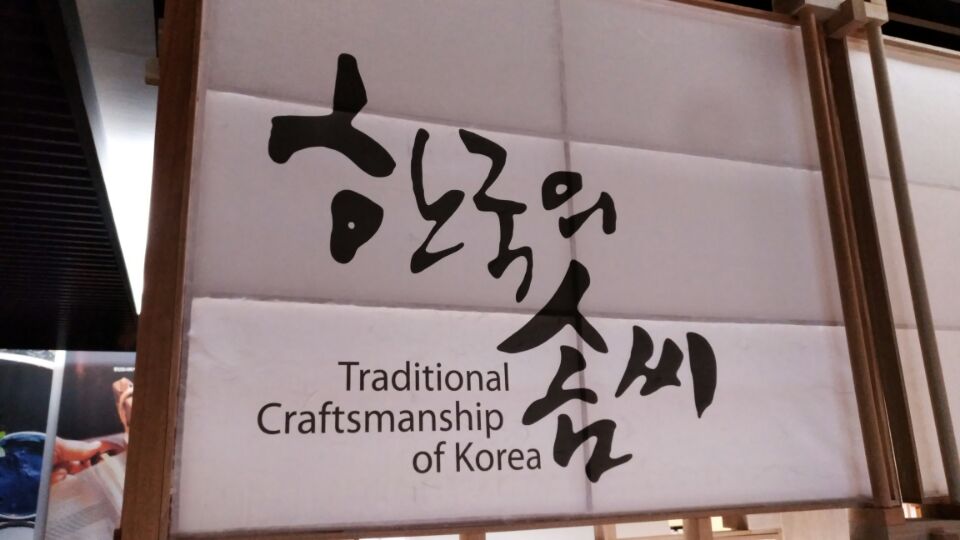 한국의
솜씨
Traditional
Craftsmanship
of Korea